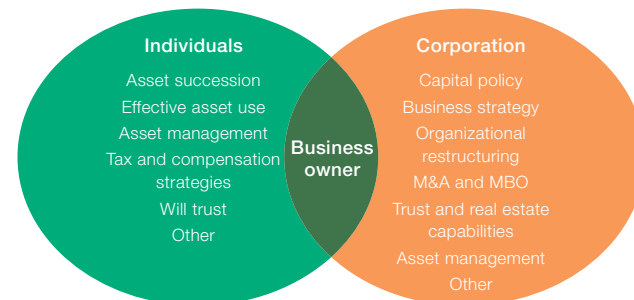 Individuals
Asset succession
Effective asset use
Asset management
Tax and compensation
strategies
Will trust
Other
Business
owner
Corporation
Capital policy
Business strategy
Organizational
restructuring
M&A and MBO
Trust and real estate
capabilities
Asset management
Other